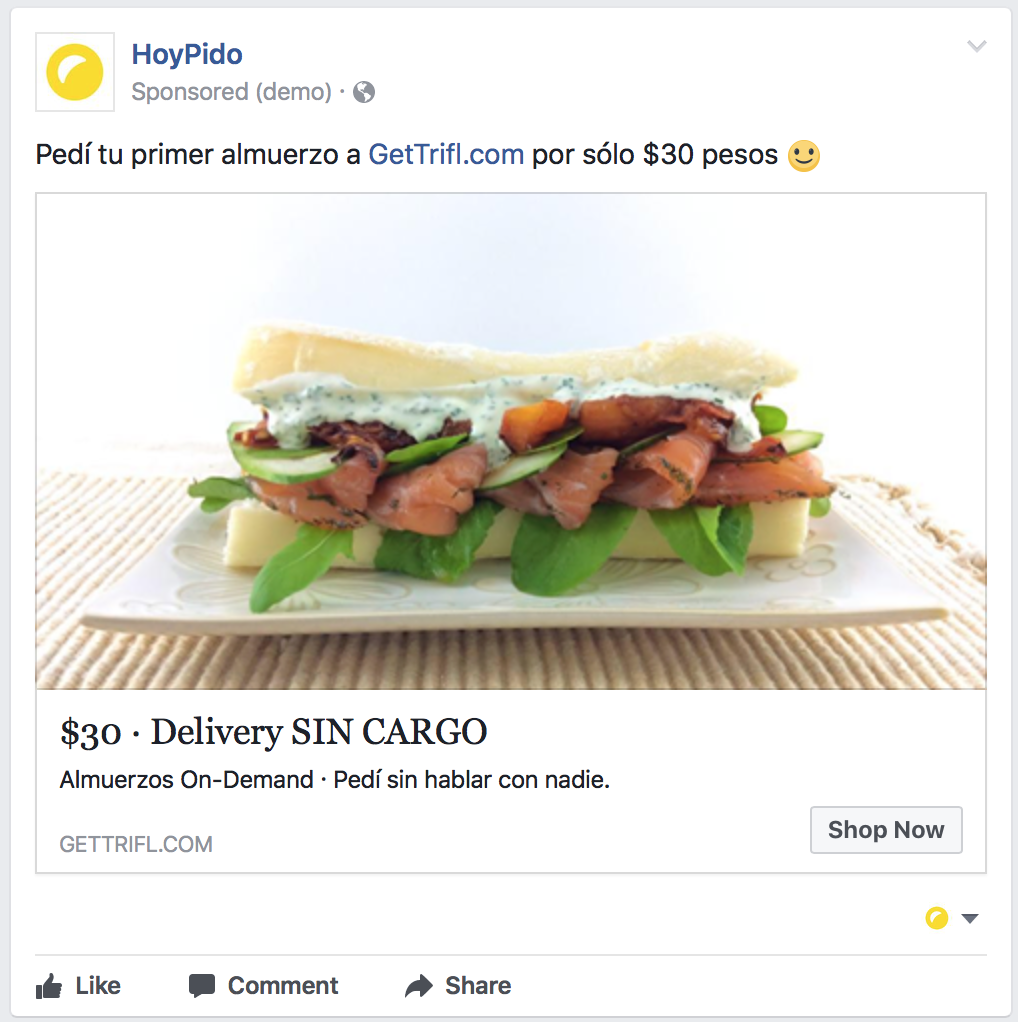 HoyPido
Sponsored (demo) ·
Pedí tu primer almuerzo a GetTrifl.com por sólo $30 pesos 🙂
$30 · Delivery SIN CARGO
Almuerzos On-Demand · Pedí sin hablar con nadie.
GETTRIFL.COM
Shop Now
Like
Comment
Share